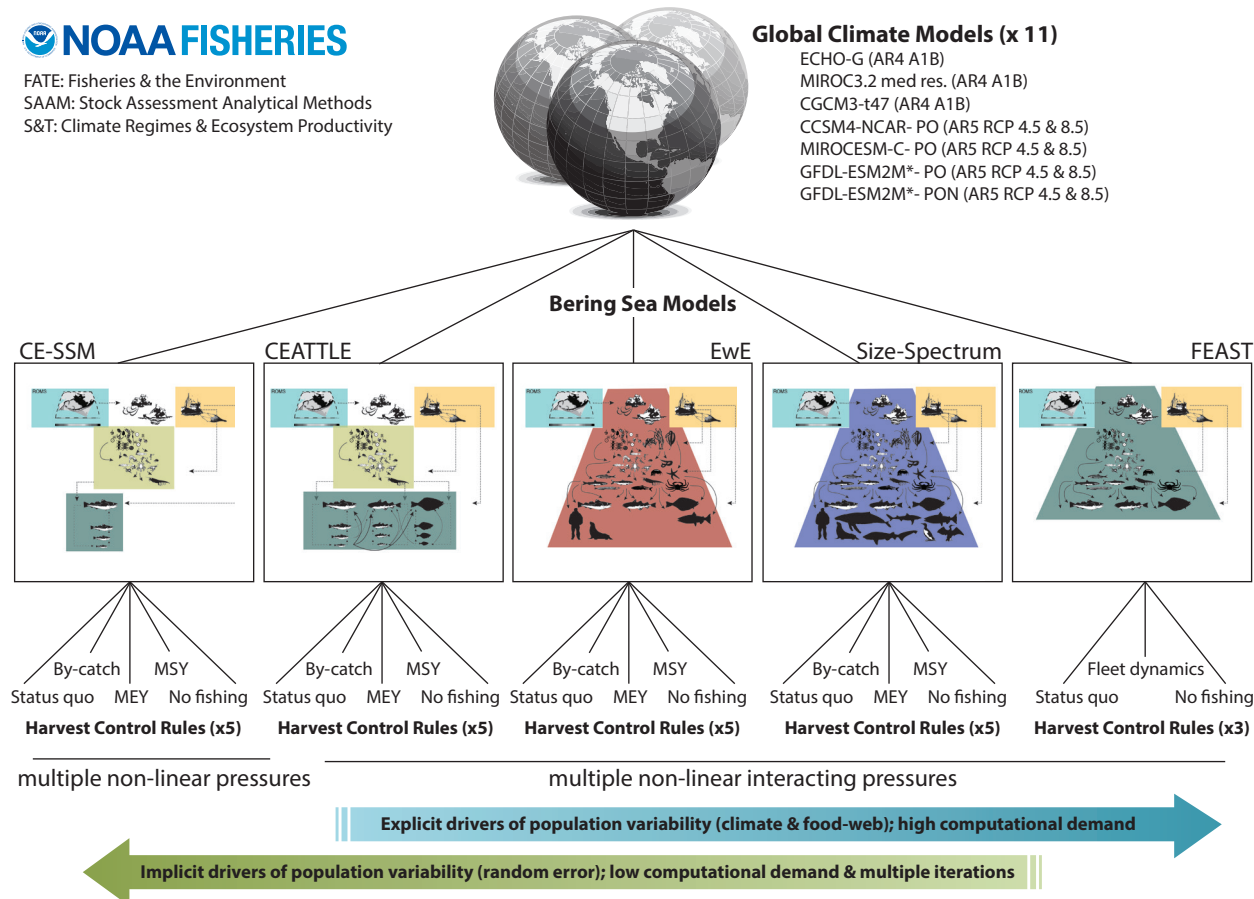 NOAA
NOAA FISHERIES
FATE: Fisheries & the Environment
SAAM: Stock Assessment Analytical Methods
S&T: Climate Regimes & Ecosystem Productivity
Global Climate Models (x 11)
ECHO-G (AR4 A1B)
MIROC3.2 med res. (AR4 A1B)
CGCM3-t47 (AR4 A1B)
CCSM4-NCAR- PO (AR5 RCP 4.5 & 8.5)
MIROCESM-C- PO (AR5 RCP 4.5 & 8.5)
GFDL-ESM2M*- PO (AR5 RCP 4.5 & 8.5)
GFDL-ESM2M*- PON (AR5 RCP 4.5 & 8.5)
Bering Sea Models
CE-SSM
CEATTLE
EwE
Size-Spectrum
FEAST
ROMS
ROMS
ROMS
ROMS
ROMS
By-catch MSY
Status quo MEY No fishing
Harvest Control Rules (x5)
By-catch MSY
Status quo MEY No fishing
Harvest Control Rules (x5)
By-catch MSY
Status quo MEY No fishing
Harvest Control Rules (x5)
By-catch MSY
Status quo MEY No fishing
Harvest Control Rules (x5)
Fleet dynamics
Status quo No fishing
Harvest Control Rules (x3)
multiple non-linear pressures
multiple non-linear interacting pressures
Explicit drivers of population variability (climate & food-web); high computational demand
Implicit drivers of population variability (random error); low computational demand & multiple iterations